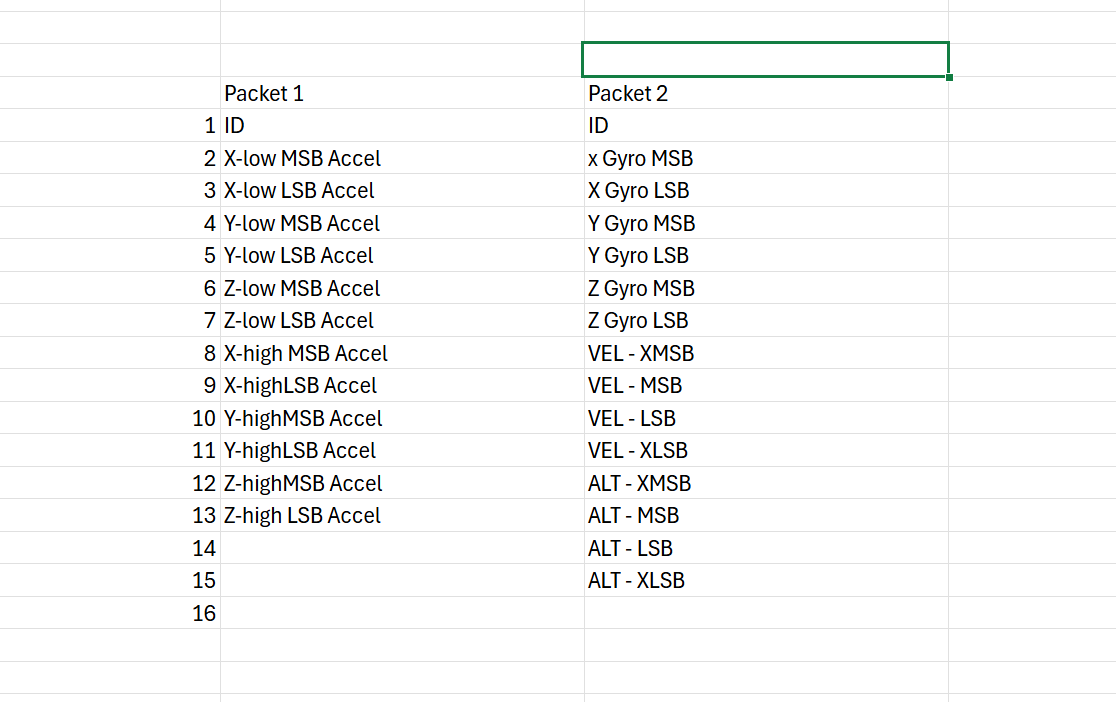 Packet 1 Packet 2
1 ID ID
2 X-low MSB Accel x Gyro MSB
3 X-low LSB Accel X Gyro LSB
4 Y-low MSB Accel Y Gyro MSB
5 Y-low LSB Accel Y Gyro LSB
6 Z-low MSB Accel Z Gyro MSB
7 Z-low LSB Accel Z Gyro LSB
8 X-high MSB Accel VEL - XMSB
9 X-highLSB Accel VEL - MSB
10 Y-highMSB Accel VEL - LSB
11 Y-highLSB Accel VEL - XLSB
12 Z-highMSB Accel ALT - XMSB
13 Z-high LSB Accel ALT - MSB
14 ALT - LSB
15 ALT - XLSB
16